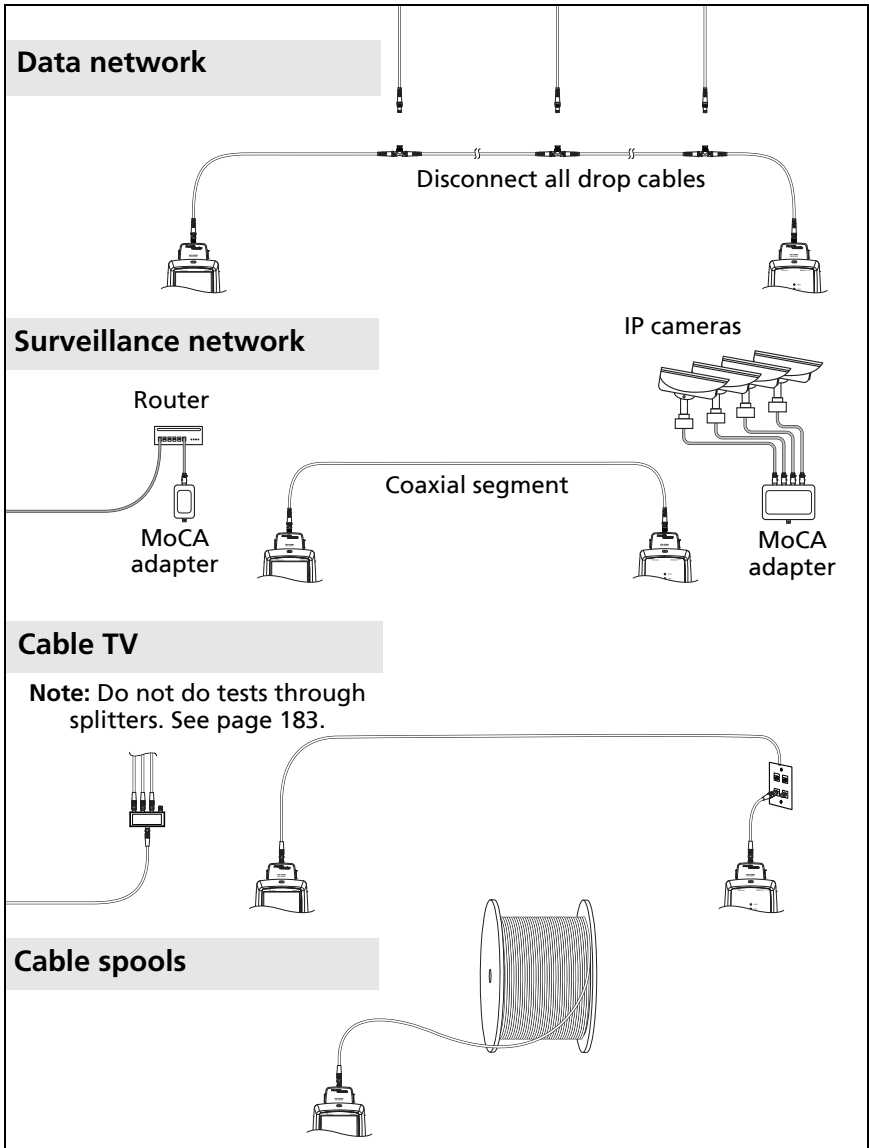 Data network
Disconnect all drop cables
Surveillance network
IP cameras
Router
Coaxial segment
MoCA
adapter
MoCA
adapter
Cable TV
Note: Do not do tests through
splitters. See page 183.
Cable spools